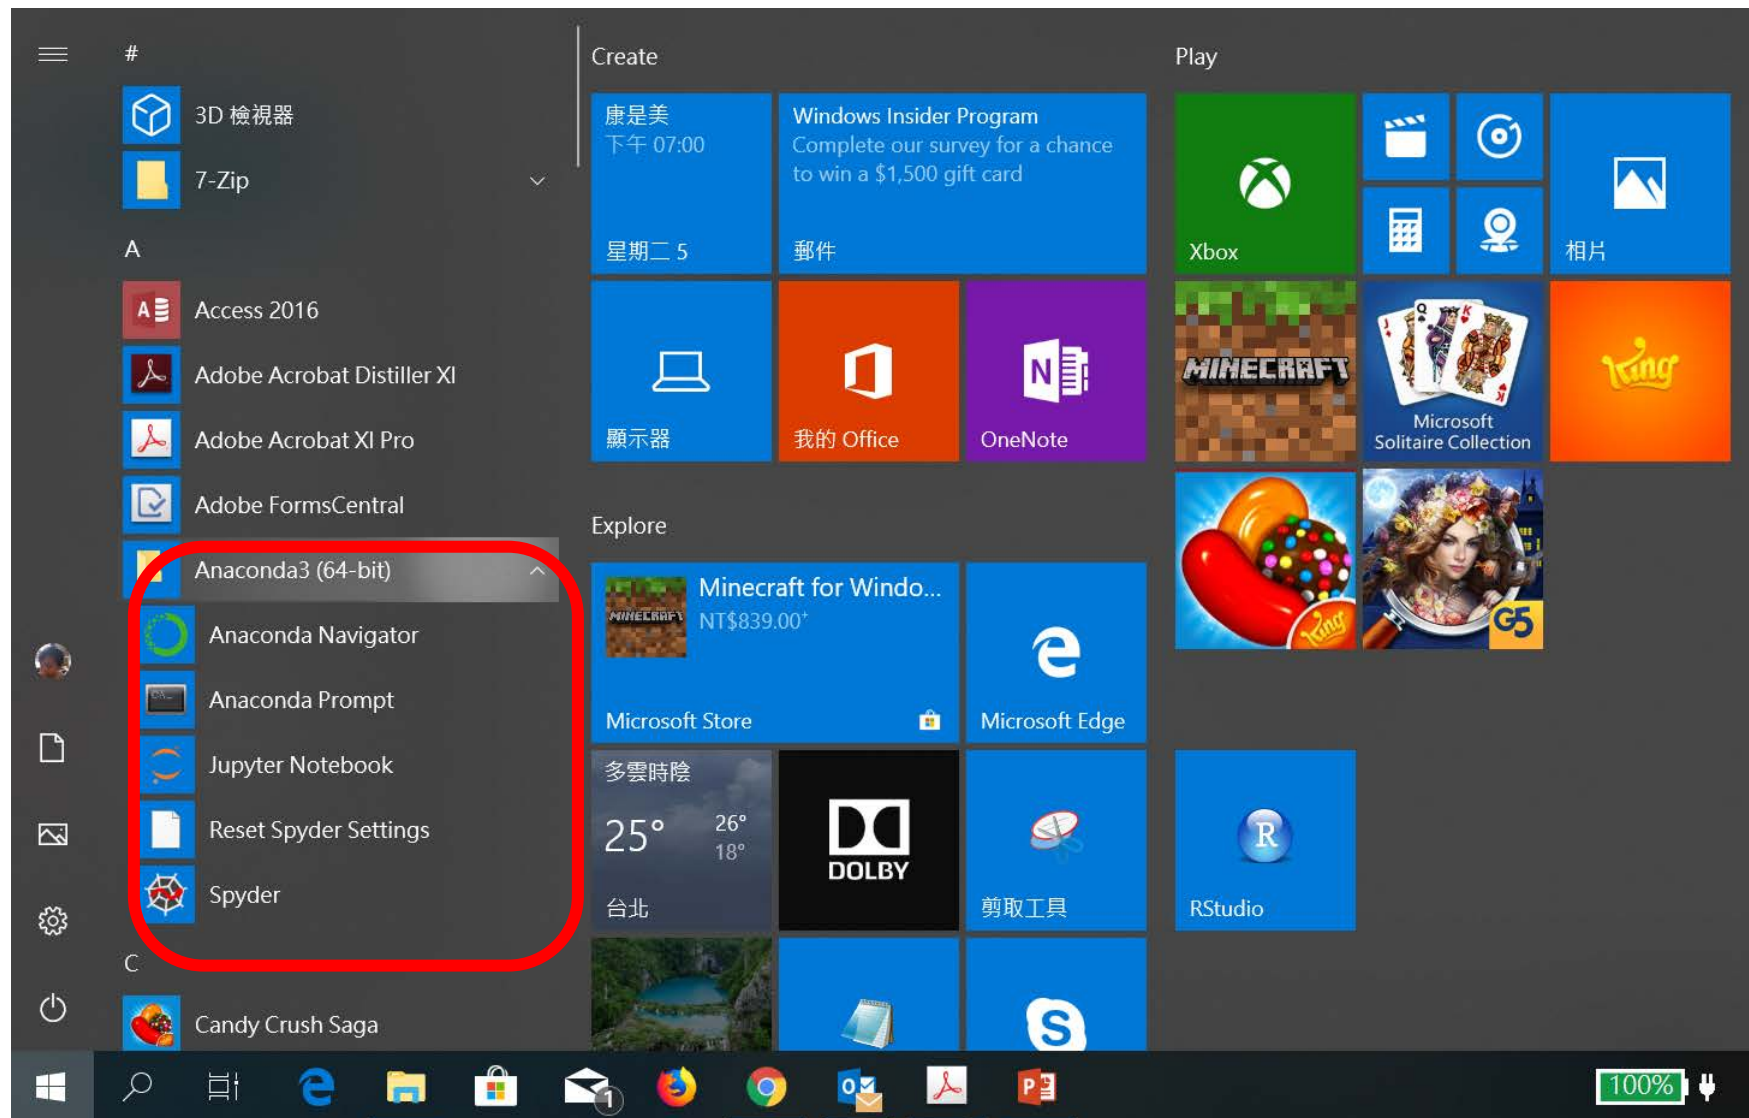 #
3D 檢視器
7-Zip
A
Access 2016
Adobe Acrobat Distiller XI
Adobe Acrobat XI Pro
Adobe FormsCentral
Anaconda3 (64-bit)
Anaconda Navigator
Anaconda Prompt
Jupyter Notebook
Reset Spyder Settings
Spyder
C
Candy Crush Saga
Create
康是美
下午 07:00
星期二 5
Windows Insider Program
Complete our survey for a chance
to win a $1,500 gift card
郵件
顯示器
我的 Office
N
OneNote
Explore
MINECRAFT
Minecraft for Windo...
NT$839.00+
Microsoft Store
Microsoft Edge
多雲時陰
25°
26°
18°
台北
DOLBY
剪取工具
Play
Xbox
相片
MINECRAFT
Microsoft
Solitaire Collection
King
King
G5
R
RStudio
1
100%